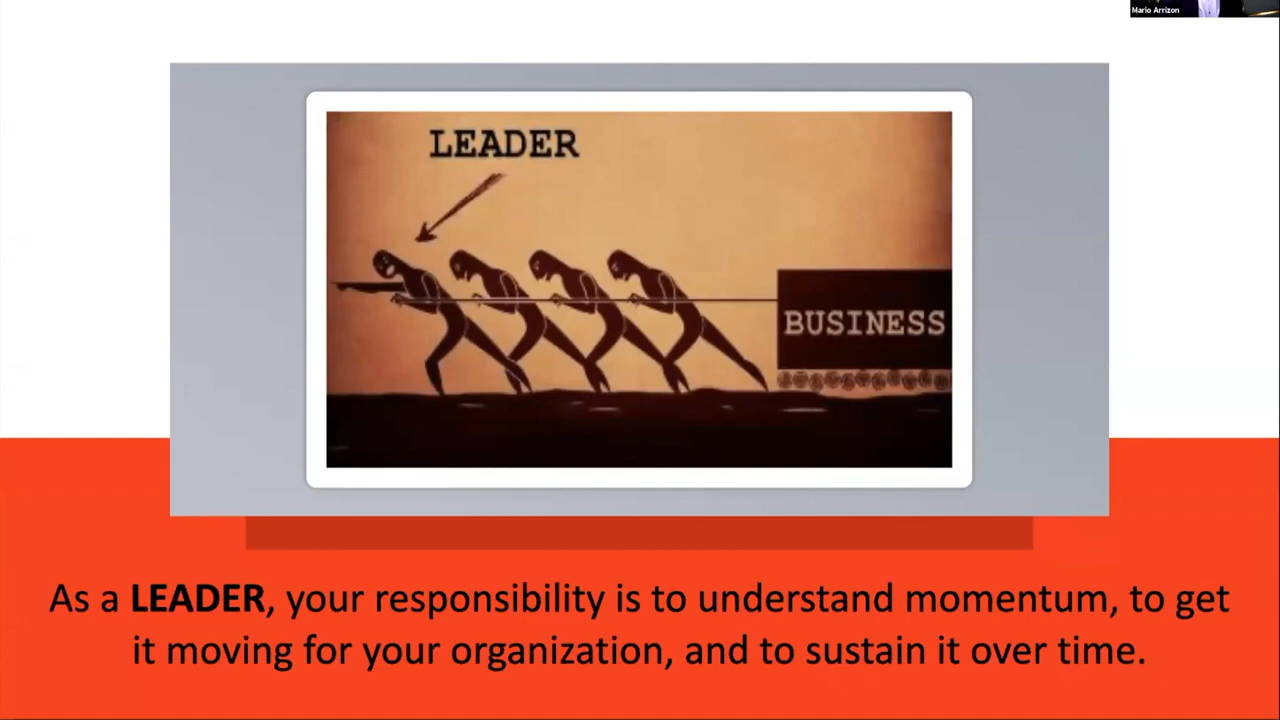 Mario Arrizon
LEADER
BUSINESS
As a LEADER, your responsibility is to understand momentum, to get
it moving for your organization, and to sustain it over time.